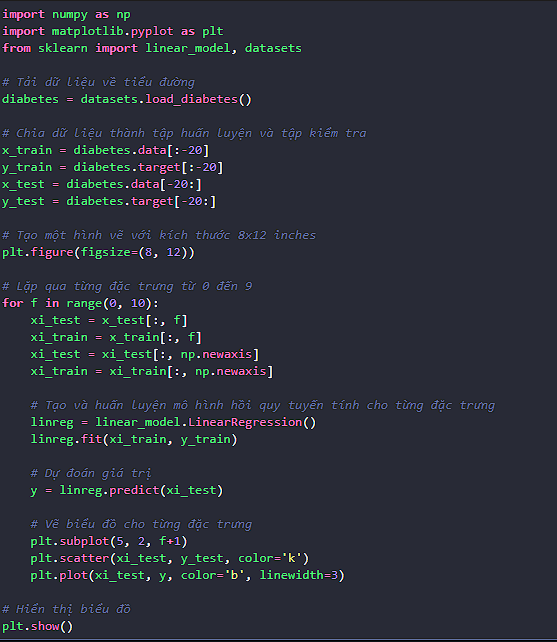 import numpy as np
import matplotlib.pyplot as plt
from sklearn import linear_model, datasets
# Tải dữ liệu về tiểu đường
diabetes = datasets.load_diabetes()
# Chia dữ liệu thành tập huấn luyện và tập kiểm tra
x_train = diabetes.data[:-20]
y_train = diabetes.target[:-20]
x_test = diabetes.data[-20:]
y_test = diabetes.target[-20:]
# Tạo một hình vẽ với kích thước 8x12 inches
plt.figure(figsize=(8, 12))
# Lặp qua từng đặc trưng từ 0 đến 9
for f in range(0, 10):
    xi_test = x_test[:, f]
    xi_train = x_train[:, f]
    xi_test = xi_test[:, np.newaxis]
    xi_train = xi_train[:, np.newaxis]
    # Tạo và huấn luyện mô hình hồi quy tuyến tính cho từng đặc trưng
    linreg = linear_model.LinearRegression()
    linreg.fit(xi_train, y_train)
    # Dự đoán giá trị
    y = linreg.predict(xi_test)
    # Vẽ biểu đồ cho từng đặc trưng
    plt.subplot(5, 2, f+1)
    plt.scatter(xi_test, y_test, color='k')
    plt.plot(xi_test, y, color='b', linewidth=3)
# Hiển thị biểu đồ
plt.show()